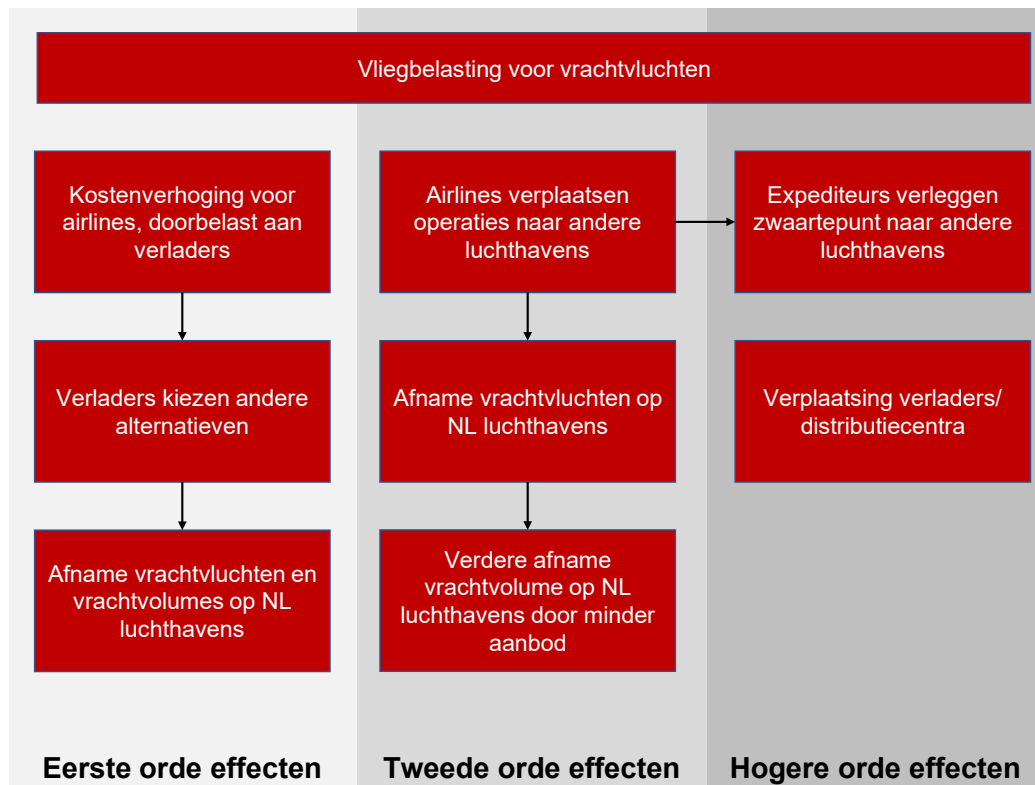 Vliegbelasting voor vrachtvluchten
Kostenverhoging voor
airlines, doorbelast aan
verladers
Verladers kiezen andere
alternatieven
Afname vrachtvluchten en
vrachtvolumes op NL
luchthavens
Eerste orde effecten
Airlines verplaatsen
operaties naar andere
luchthavens
Afname vrachtvluchten op
NL luchthavens
Verdere afname
vrachtvolume op NL
luchthavens door minder
aanbod
Tweede orde effecten
Expediteurs verleggen
zwaartepunt naar andere
luchthavens
Verplaatsing verladers/
distributiecentra
Hogere orde effecten